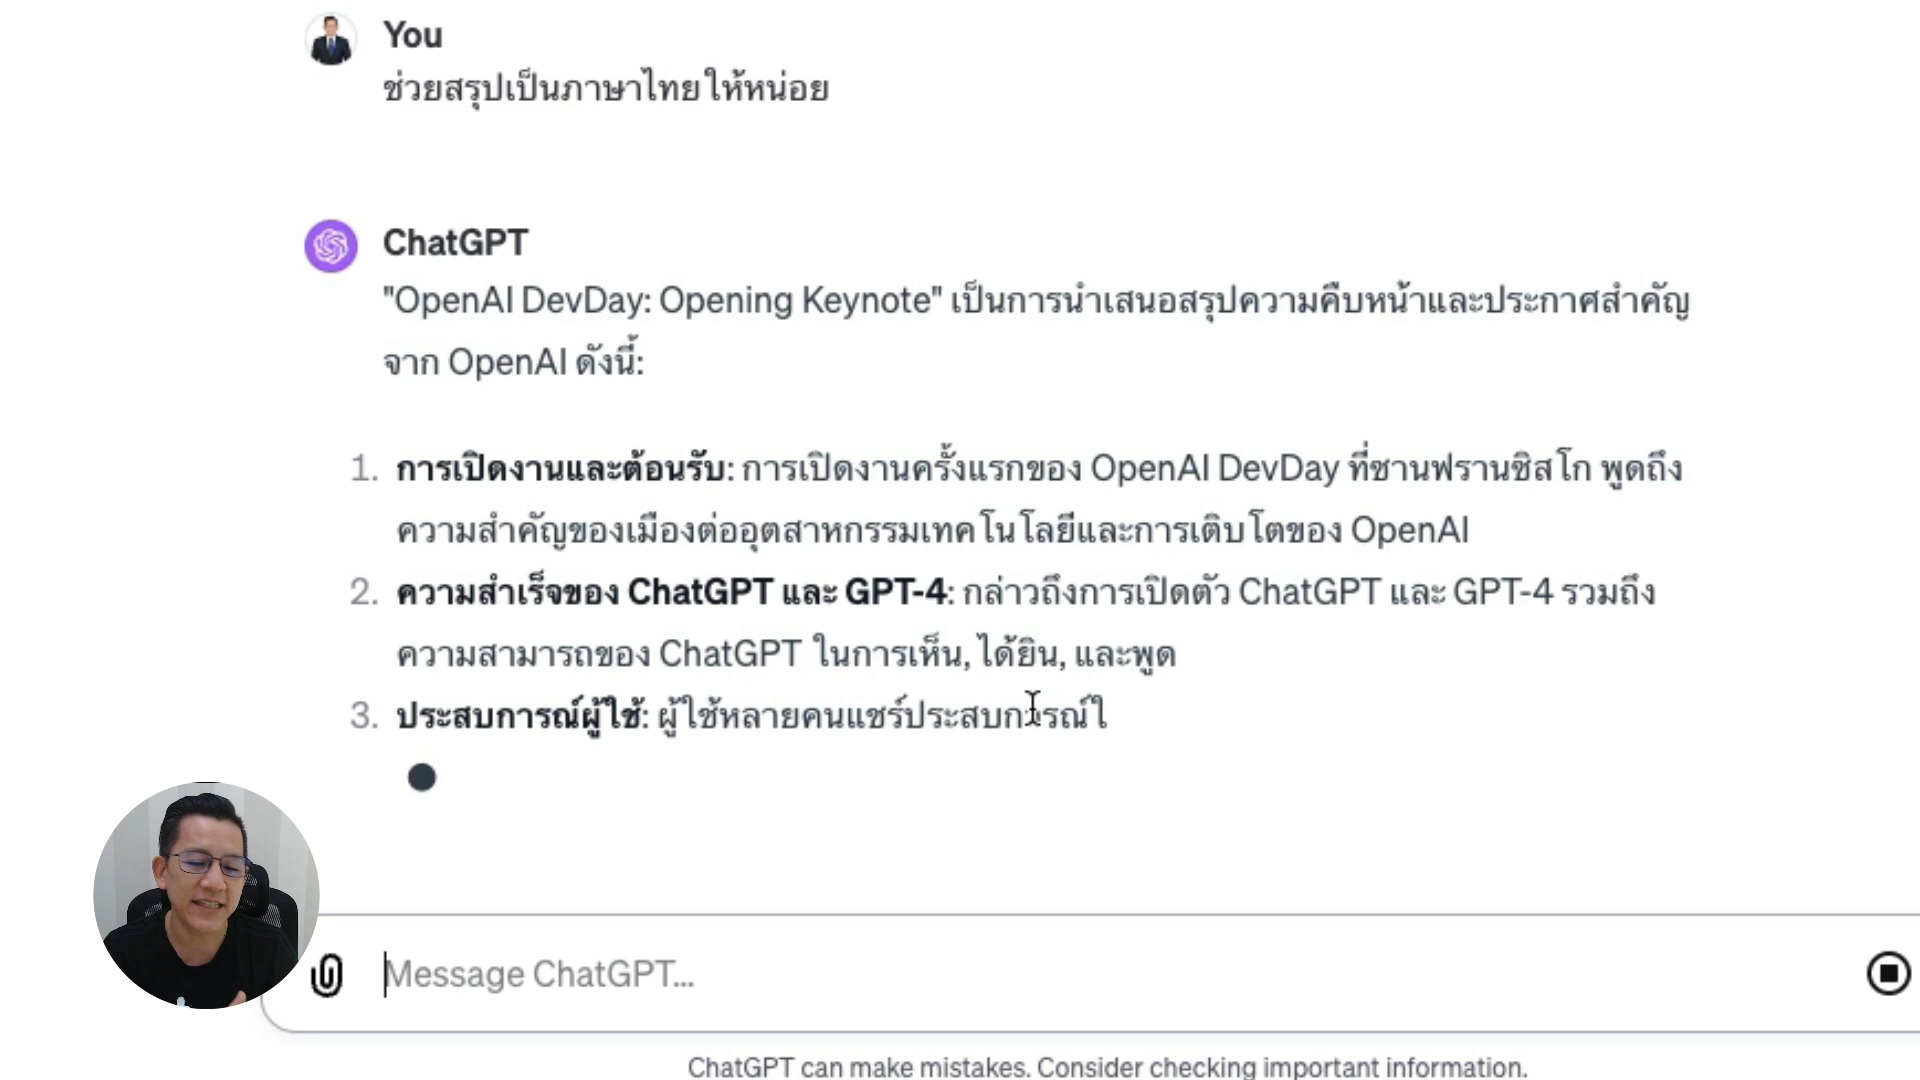 You
ช่วยสรุปเป็นภาษาไทยให้หน่อย
ChatGPT
"OpenAI DevDay: Opening Keynote" เป็นการนำเสนอสรุปความคืบหน้าและประกาศสำคัญ
จาก OpenAI ดังนี้:
1. การเปิดงานและต้อนรับ: การเปิดงานครั้งแรกของ OpenAI DevDay ที่ซานฟรานซิสโก พูดถึง
ความสำคัญของเมืองต่ออุตสาหกรรมเทคโนโลยีและการเติบโตของ OpenAI
2. ความสำเร็จของ ChatGPT และ GPT-4: กล่าวถึงการเปิดตัว ChatGPT และ GPT-4 รวมถึง
ความสามารถของ ChatGPT ในการเห็น, ได้ยิน, และพูด
3. ประสบการณ์ผู้ใช้: ผู้ใช้หลายคนแชร์ประสบการณ์ใ
Message ChatGPT...
ChatGPT can make mistakes. Consider checking important information.